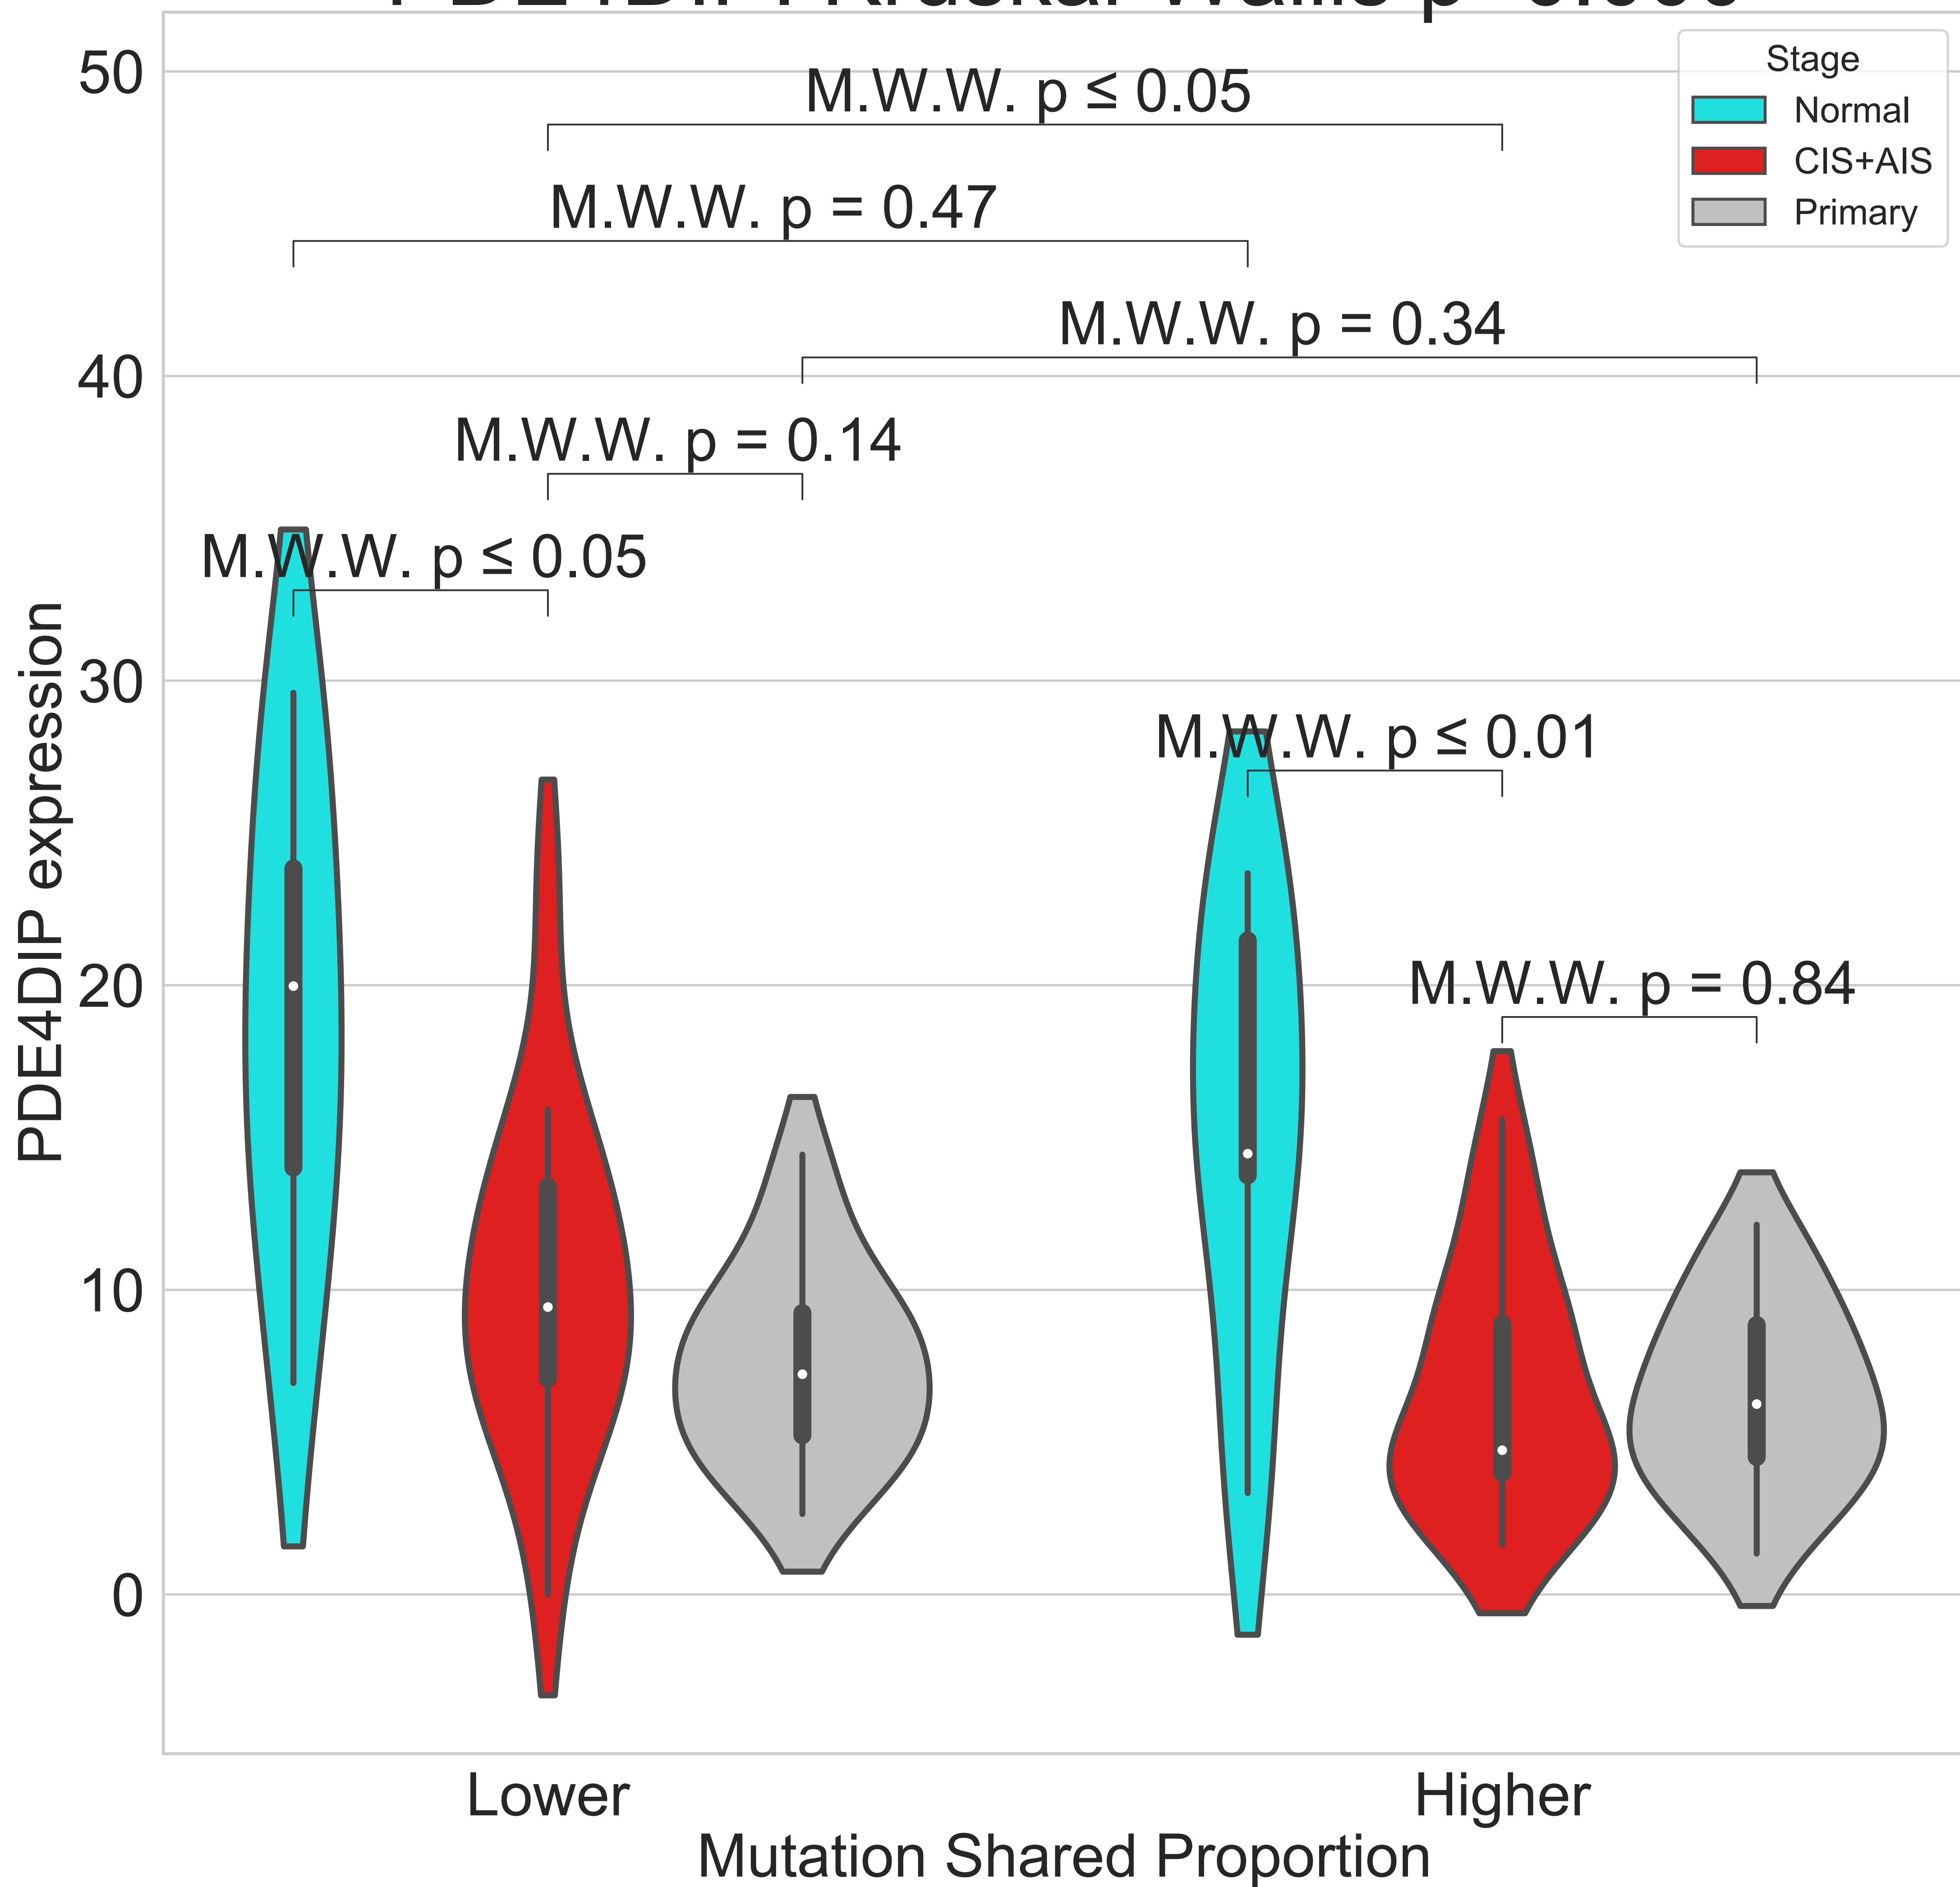 50
40
30
20
10
0
PDE4DIP expression
M.W.W. p ≤ 0.05
M.W.W. p = 0.47
M.W.W. p = 0.34
M.W.W. p = 0.14
M.W.W. p ≤ 0.05
M.W.W. p ≤ 0.01
M.W.W. p = 0.84
Stage
Normal
CIS+AIS
Primary
Lower
Higher
Mutation Shared Proportion